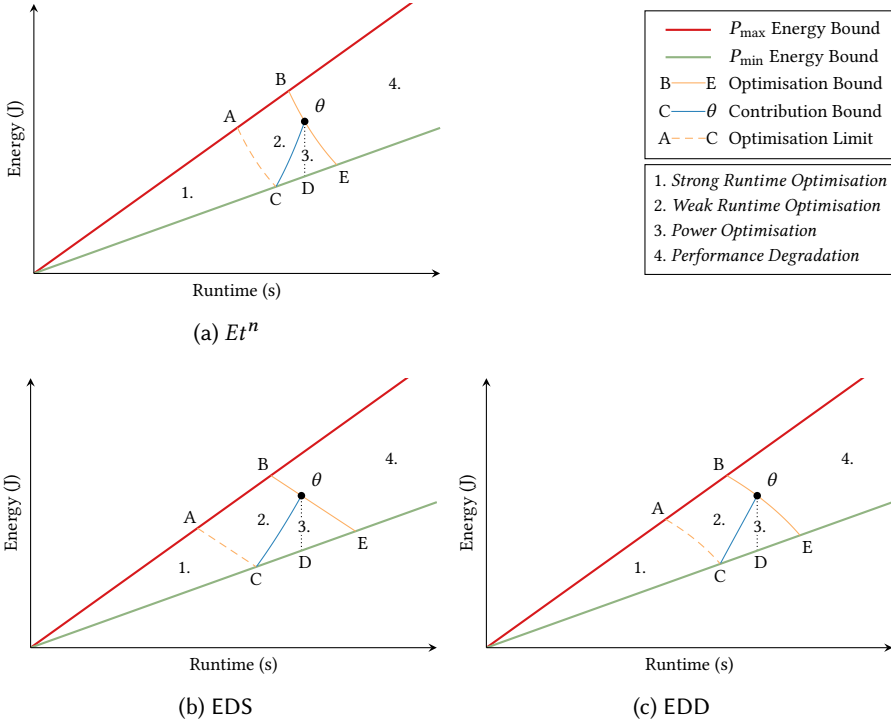 P_max Energy Bound
P_min Energy Bound
B E Optimisation Bound
C θ Contribution Bound
A C Optimisation Limit
1. Strong Runtime Optimisation
2. Weak Runtime Optimisation
3. Power Optimisation
4. Performance Degradation
Energy (J)
B
4.
θ
A
2.
3.
1.
C
D
E
Runtime (s)
(a) Etⁿ
Energy (J)
B
4.
θ
A
2.
3.
1.
C
D
E
Runtime (s)
(b) EDS
Energy (J)
B
4.
θ
A
2.
3.
1.
C
D
E
Runtime (s)
(c) EDD